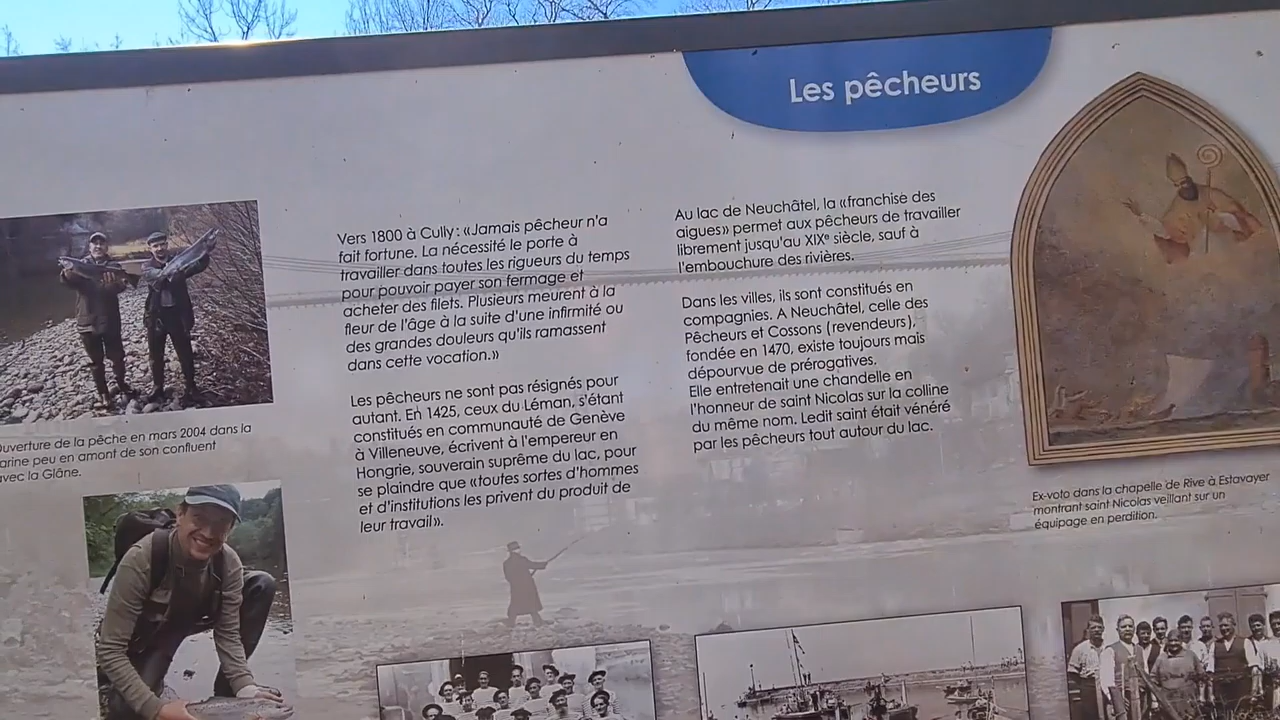 Les pêcheurs
Vers 1800 à Cully : «Jamais pêcheur n'a
fait fortune. La nécessité le porte à
travailler dans toutes les rigueurs du temps
pour pouvoir payer son fermage et
acheter des filets. Plusieurs meurent à la
fleur de l'âge à la suite d'une infirmité ou
des grandes douleurs qu'ils ramassent
dans cette vocation.»
Les pêcheurs ne sont pas résignés pour
autant. En 1425, ceux du Léman, s'étant
constitués en communauté de Genève
à Villeneuve, écrivent à l'empereur en
Hongrie, souverain suprême du lac, pour
se plaindre que «toutes sortes d'hommes
et d'institutions les privent du produit de
leur travail».
Au lac de Neuchâtel, la «franchise des
aigues» permet aux pêcheurs de travailler
librement jusqu'au XIXe siècle, sauf à
l'embouchure des rivières.
Dans les villes, ils sont constitués en
compagnies. A Neuchâtel, celle des
Pêcheurs et Cossons (revendeurs),
fondée en 1470, existe toujours mais
dépourvue de prérogatives.
Elle entretenait une chandelle en
l'honneur de saint Nicolas sur la colline
du même nom. Ledit saint était vénéré
par les pêcheurs tout autour du lac.
Ouverture de la pêche en mars 2004 dans la
arine peu en amont de son confluent
avec la Glâne.
Ex-voto dans la chapelle de Rive à Estavayer
montrant saint Nicolas veillant sur un
équipage en perdition.